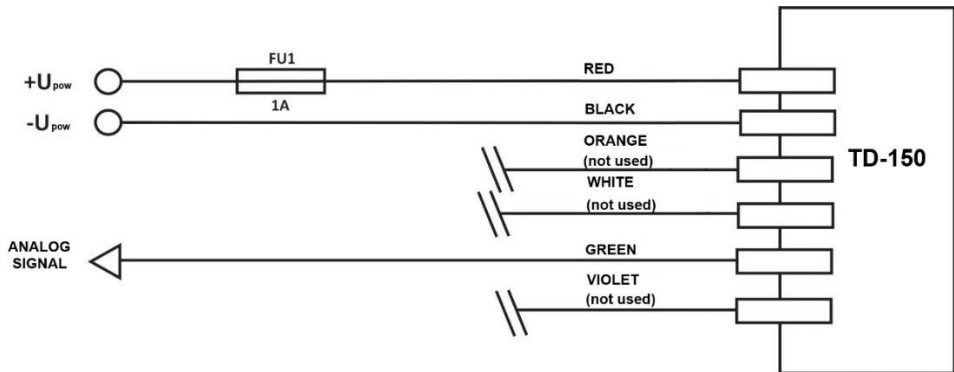 FU1
+Upow
1A
RED
-Upow
BLACK
ORANGE
(not used)
WHITE
(not used)
TD-150
ANALOG
SIGNAL
GREEN
VIOLET
(not used)